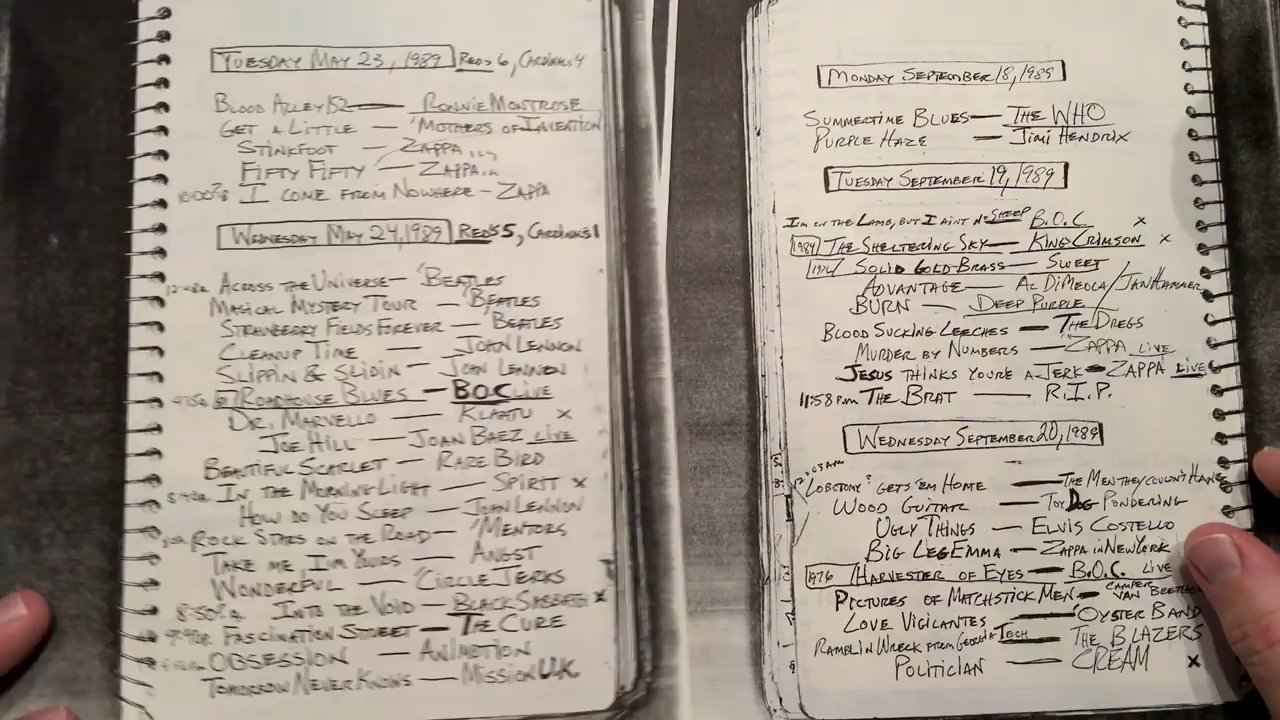 TUESDAY MAY 23, 1989 REDS 6, CARDINALS 4
BLOOD ALLEY 152 — RONNIE MONTROSE
GET A LITTLE — 'MOTHERS OF INVENTION
STINKFOOT — ZAPPA
FIFTY FIFTY — ZAPPA
I COME FROM NOWHERE — ZAPPA
WEDNESDAY MAY 24, 1989 REDS 5, CARDINALS 1
ACROSS THE UNIVERSE — 'BEATLES
MAGICAL MYSTERY TOUR — 'BEATLES
STRAWBERRY FIELDS FOREVER — BEATLES
CLEANUP TIME — JOHN LENNON
SLIPPIN & SLIDIN — JOHN LENNON
ROADHOUSE BLUES — B.O.C LIVE
DR. MARVELLO — KLAATU X
JOE HILL — JOAN BAEZ LIVE
BEAUTIFUL SCARLET — RARE BIRD
IN THE MORNING LIGHT — SPIRIT X
HOW DO YOU SLEEP — JOHN LENNON
ROCK STARS ON THE ROAD — 'MENTORS
TAKE ME, I'M YOURS — ANGST
WONDERFUL — 'CIRCLE JERKS
INTO THE VOID — BLACK SABBATH X
FASCINATION STREET — THE CURE
OBSESSION — ANIMOTION
TOMORROW NEVER KNOWS — MISSION U.K.
MONDAY SEPTEMBER 18, 1989
SUMMERTIME BLUES — THE WHO
PURPLE HAZE — JIMI HENDRIX
TUESDAY SEPTEMBER 19, 1989
I'M ON THE LAMB, BUT I AINT NO SHEEP B.O.C X
1984 THE SHELTERING SKY — KING CRIMSON X
SOLID GOLD BRASS — SWEET
ADVANTAGE — AL DIMEOLA / JAN HAMMER
BURN — DEEP PURPLE
BLOOD SUCKING LEECHES — THE DREGS
MURDER BY NUMBERS — ZAPPA LIVE
JESUS THINKS YOU'RE A JERK — ZAPPA LIVE
11:58 P.M THE BRAT — R.I.P.
WEDNESDAY SEPTEMBER 20, 1989
12:03 AM
"LOBOTOMY" GETS 'EM HOME — THE MEN THEY COULDN'T HANG
WOOD GUITAR — TOY DOG PONDERING
UGLY THINGS — ELVIS COSTELLO
BIG LEG EMMA — ZAPPA IN NEW YORK
1976 HARVESTER OF EYES — B.O.C. LIVE
PICTURES OF MATCHSTICK MEN — CAMPER VAN BEETHOVEN
LOVE VIGILANTES — 'OYSTER BAND
RAMBLIN WRECK FROM GEORGIA TECH — THE BLAZERS
POLITICIAN — CREAM X